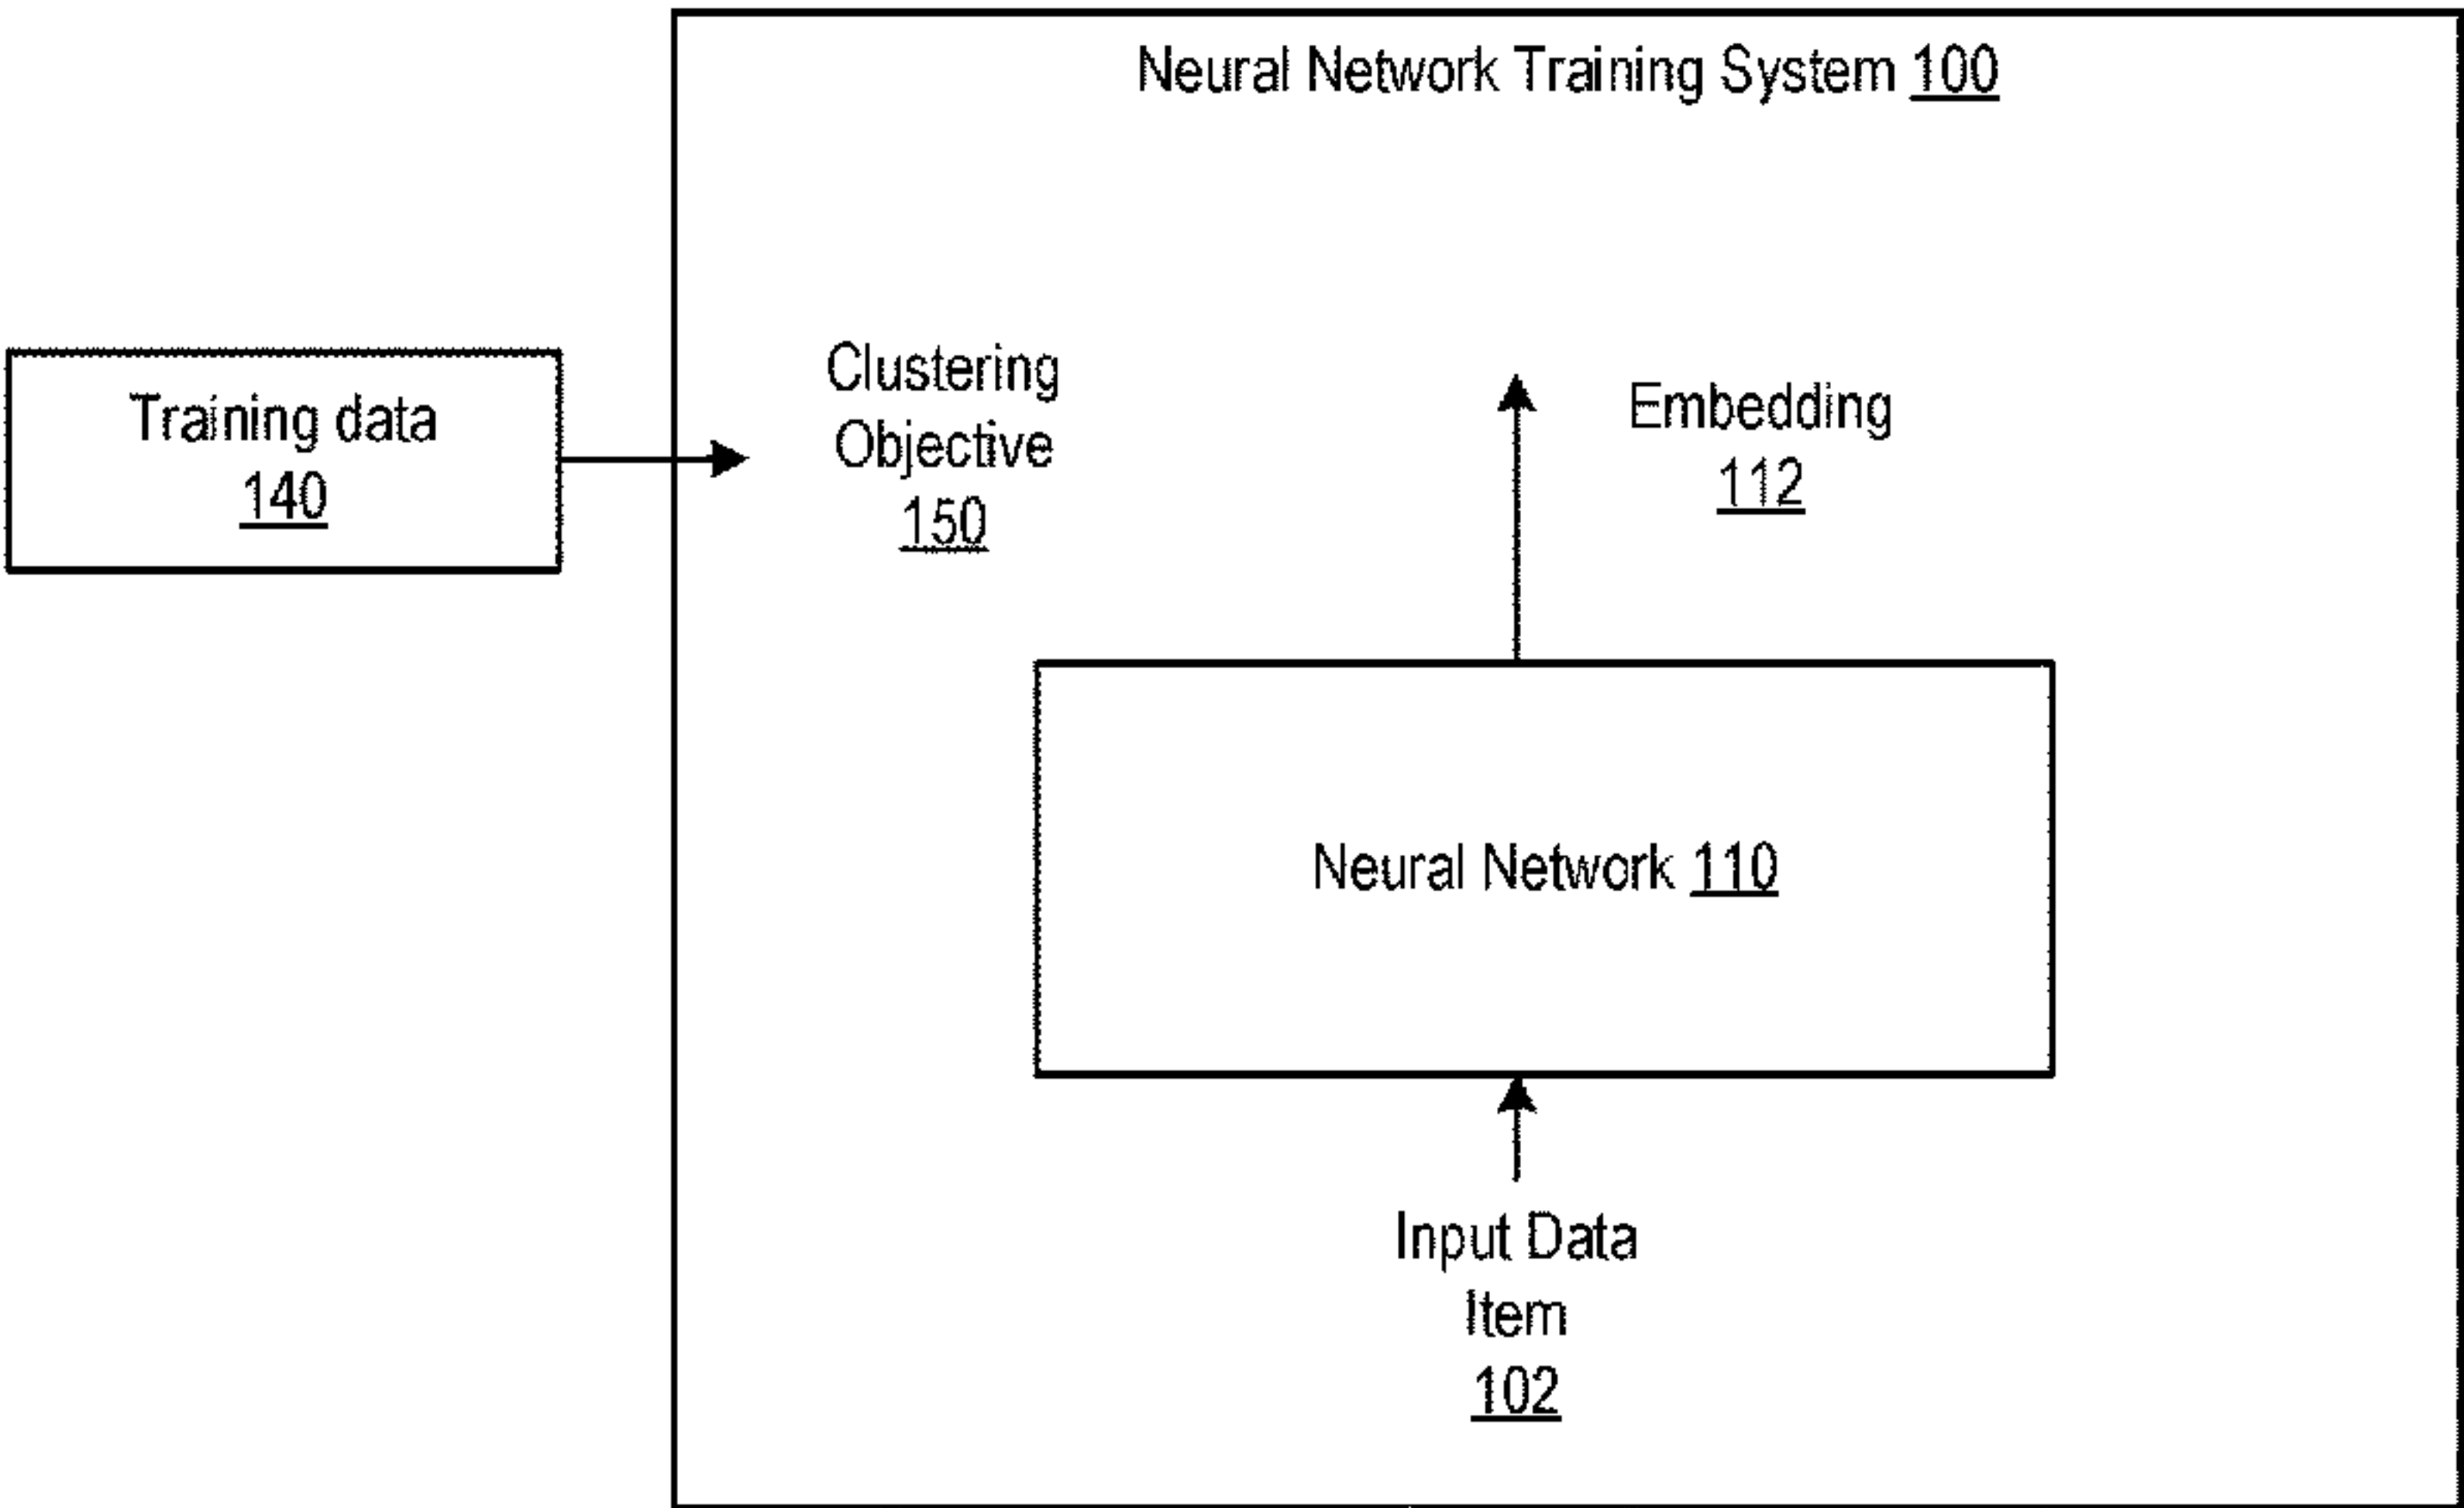 Neural Network Training System 100
Training data
140
Clustering
Objective
150
Embedding
112
Neural Network 110
Input Data
Item
102